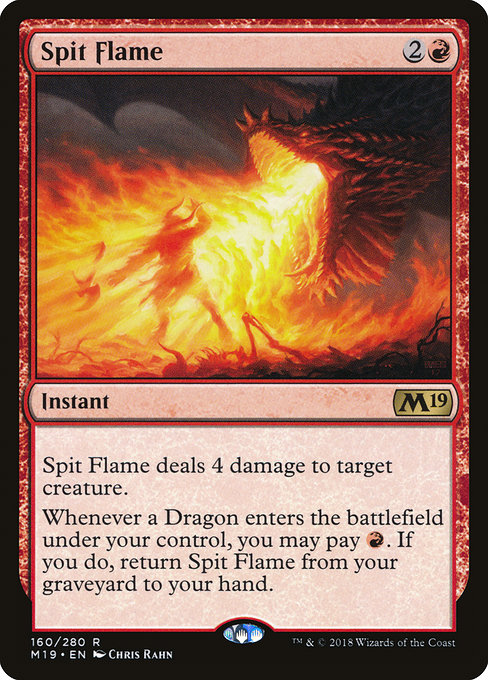 Spit Flame 2
Instant M19
Spit Flame deals 4 damage to target
creature.
Whenever a Dragon enters the battlefield
under your control, you may pay . If
you do, return Spit Flame from your
graveyard to your hand.
160/280 R ™ & © 2018 Wizards of the Coast
M19 • EN Chris Rahn